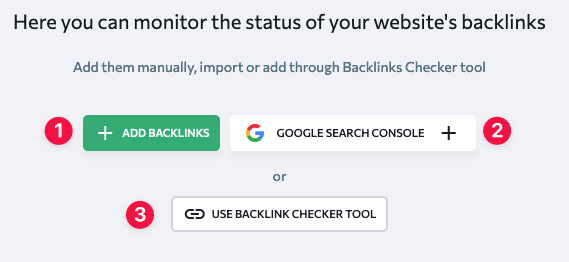 Here you can monitor the status of your website's backlinks
Add them manually, import or add through Backlinks Checker tool
1 + ADD BACKLINKS G GOOGLE SEARCH CONSOLE + 2
or
3 USE BACKLINK CHECKER TOOL